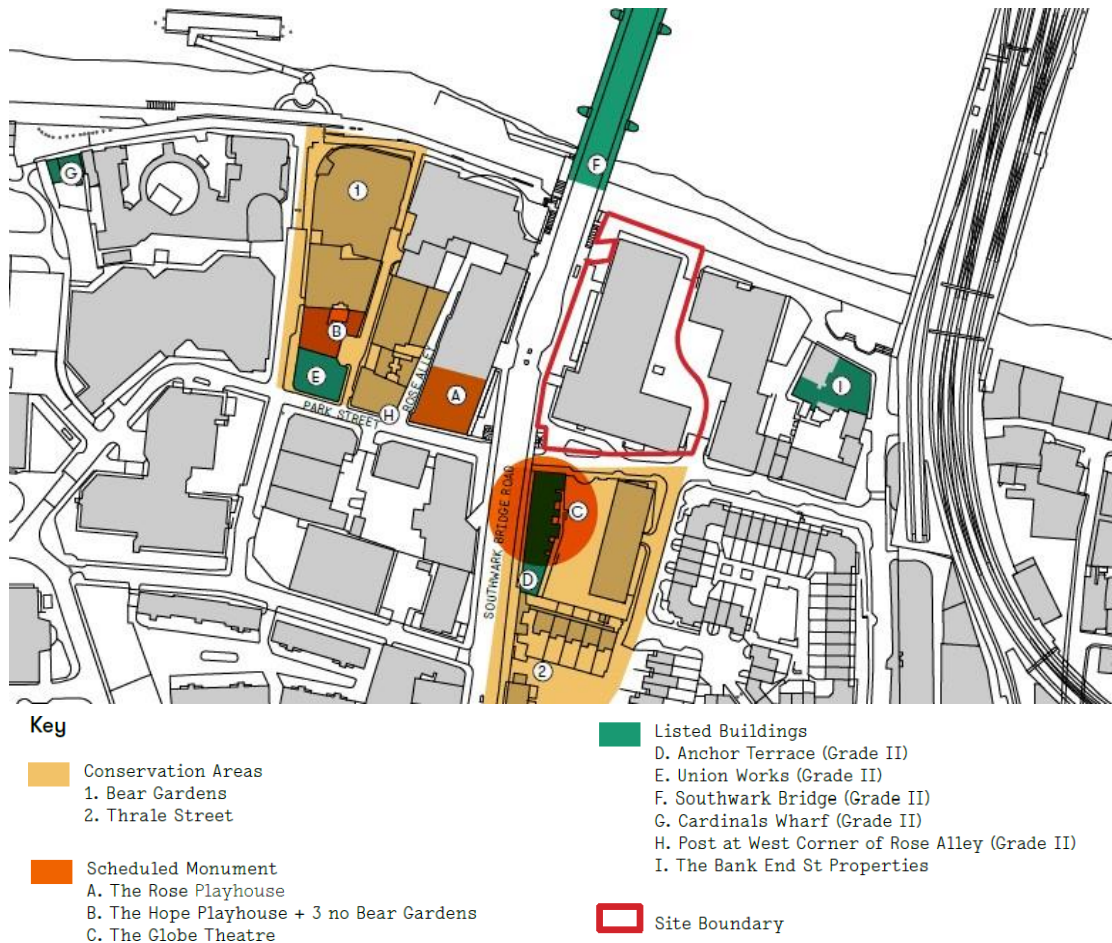 F
G
1
B
E
ROSE ALLEY
A
I
PARK STREET
H
SOUTHWARK BRIDGE ROAD
C
D
2
Key
Conservation Areas
1. Bear Gardens
2. Thrale Street
Scheduled Monument
A. The Rose Playhouse
B. The Hope Playhouse + 3 no Bear Gardens
C. The Globe Theatre
Listed Buildings
D. Anchor Terrace (Grade II)
E. Union Works (Grade II)
F. Southwark Bridge (Grade II)
G. Cardinals Wharf (Grade II)
H. Post at West Corner of Rose Alley (Grade II)
I. The Bank End St Properties
Site Boundary